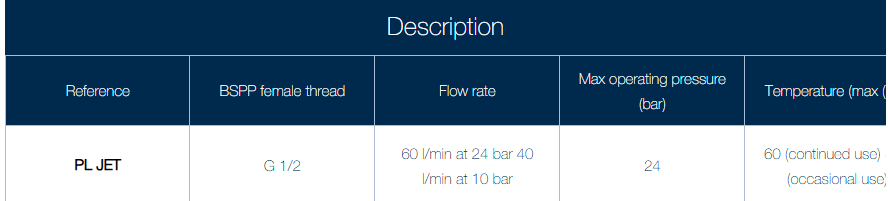 Description
Reference
BSPP female thread
Flow rate
Max operating pressure
(bar)
Temperature (max (
PL JET
G 1/2
60 l/min at 24 bar 40
l/min at 10 bar
24
60 (continued use)
(occasional use)